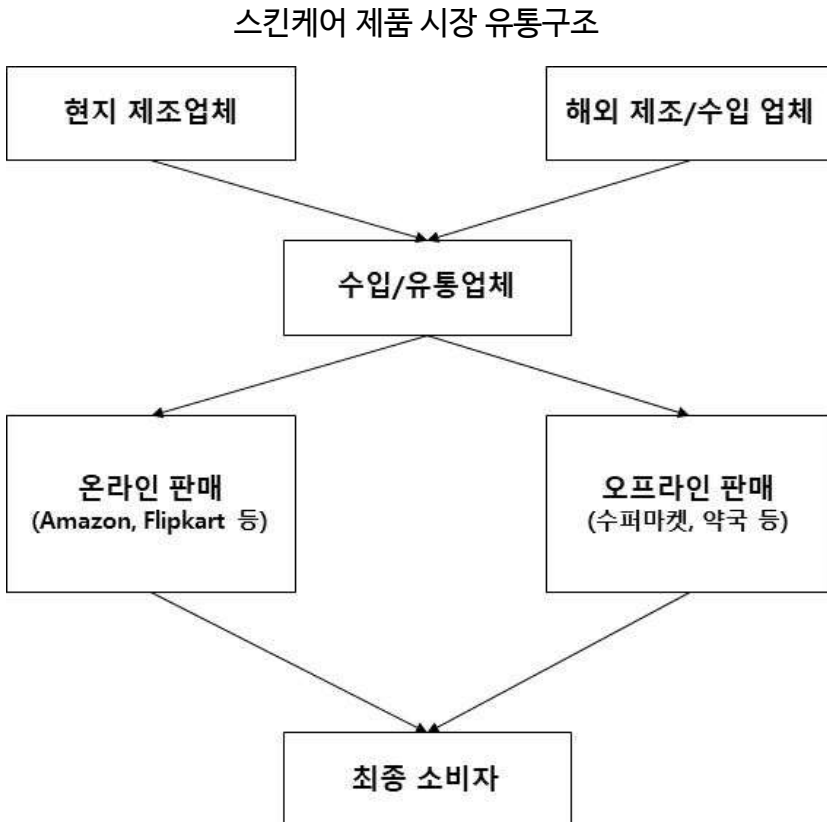 스킨케어 제품 시장 유통구조
현지 제조업체
해외 제조/수입 업체
수입/유통업체
온라인 판매
(Amazon, Flipkart 등)
오프라인 판매
(수퍼마켓, 약국 등)
최종 소비자